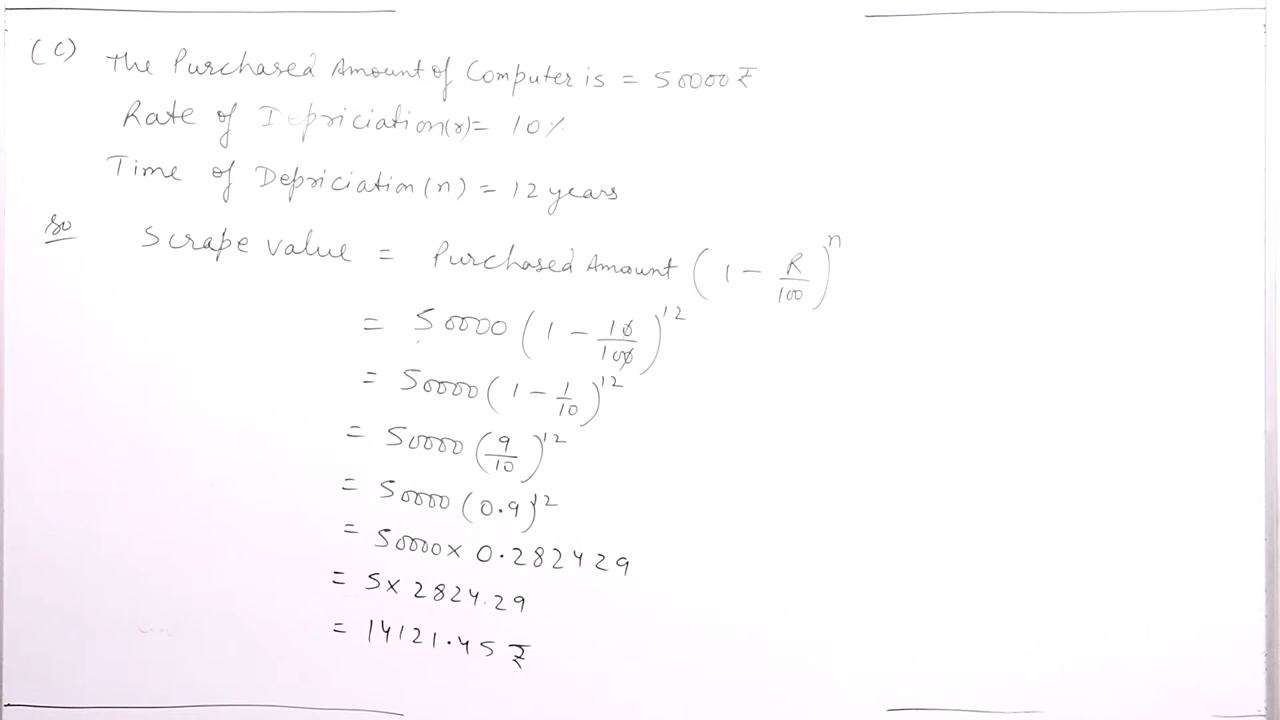 (C) The Purchased Amount of Computer is = 50000 ₹
Rate of Depriciation(r)= 10%
Time of Depriciation (n) = 12 years
so Scrape value = Purchased Amount ( 1 - R/100 )^n
= 50000 ( 1 - 10/100 )^12
= 50000 ( 1 - 1/10 )^12
= 50000 ( 9/10 )^12
= 50000 ( 0.9 )^12
= 50000 × 0.282429
= 5 × 2824.29
= 14121.45 ₹